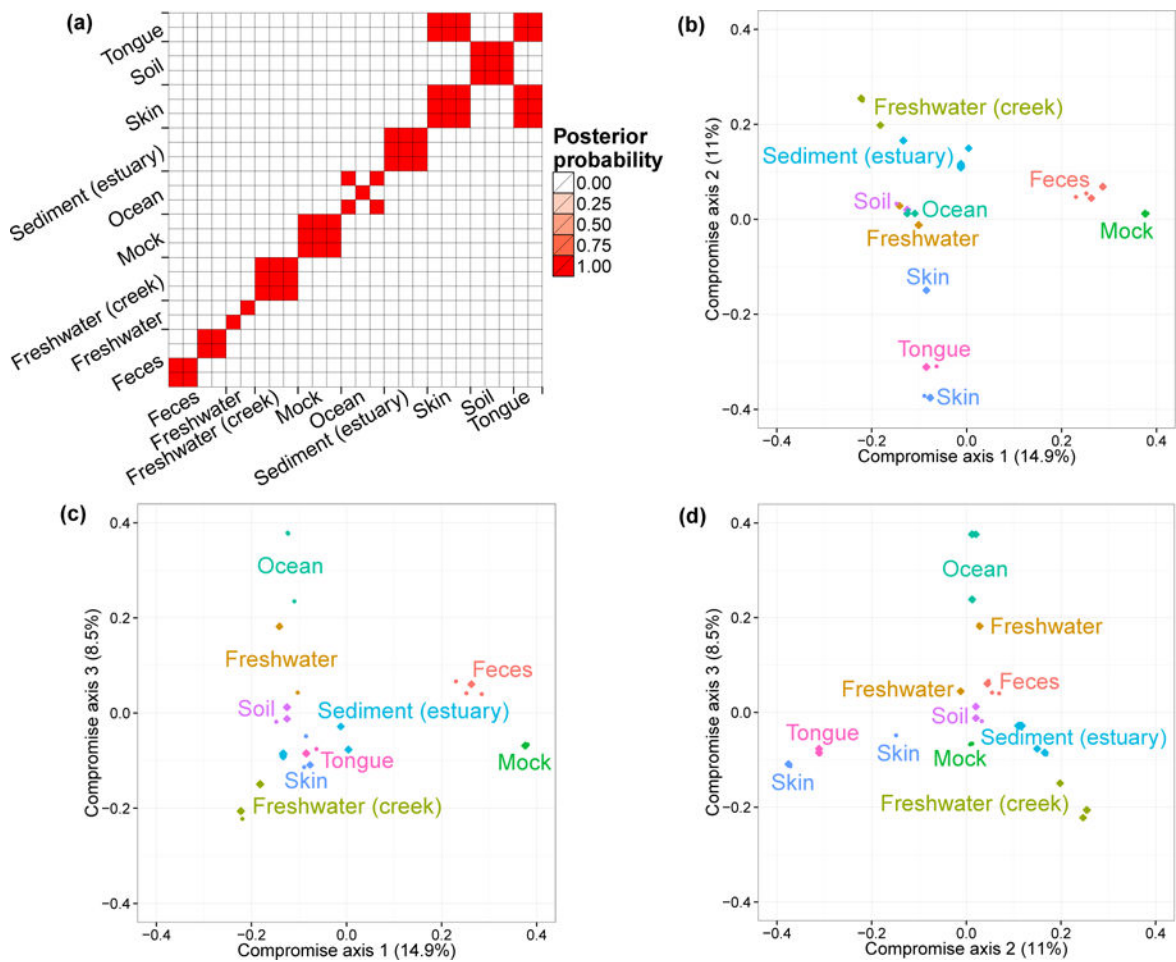 (a)
Tongue
Soil
Skin
Sediment (estuary)
Ocean
Mock
Freshwater (creek)
Freshwater
Feces
Feces
Freshwater
Freshwater (creek)
Mock
Ocean
Sediment (estuary)
Skin
Soil
Tongue
Posterior
probability
0.00
0.25
0.50
0.75
1.00
(b)
0.4
0.2
0.0
−0.2
−0.4
Compromise axis 2 (11%)
Freshwater (creek)
Sediment (estuary)
Feces
Soil
Ocean
Mock
Freshwater
Skin
Tongue
Skin
−0.4 −0.2 0.0 0.2 0.4
Compromise axis 1 (14.9%)
(c)
0.4
0.2
0.0
−0.2
−0.4
Compromise axis 3 (8.5%)
Ocean
Freshwater
Feces
Soil
Sediment (estuary)
Tongue
Mock
Skin
Freshwater (creek)
−0.4 −0.2 0.0 0.2 0.4
Compromise axis 1 (14.9%)
(d)
0.4
0.2
0.0
−0.2
−0.4
Compromise axis 3 (8.5%)
Ocean
Freshwater
Freshwater
Feces
Soil
Tongue
Skin
Mock
Sediment (estuary)
Skin
Freshwater (creek)
−0.4 −0.2 0.0 0.2 0.4
Compromise axis 2 (11%)